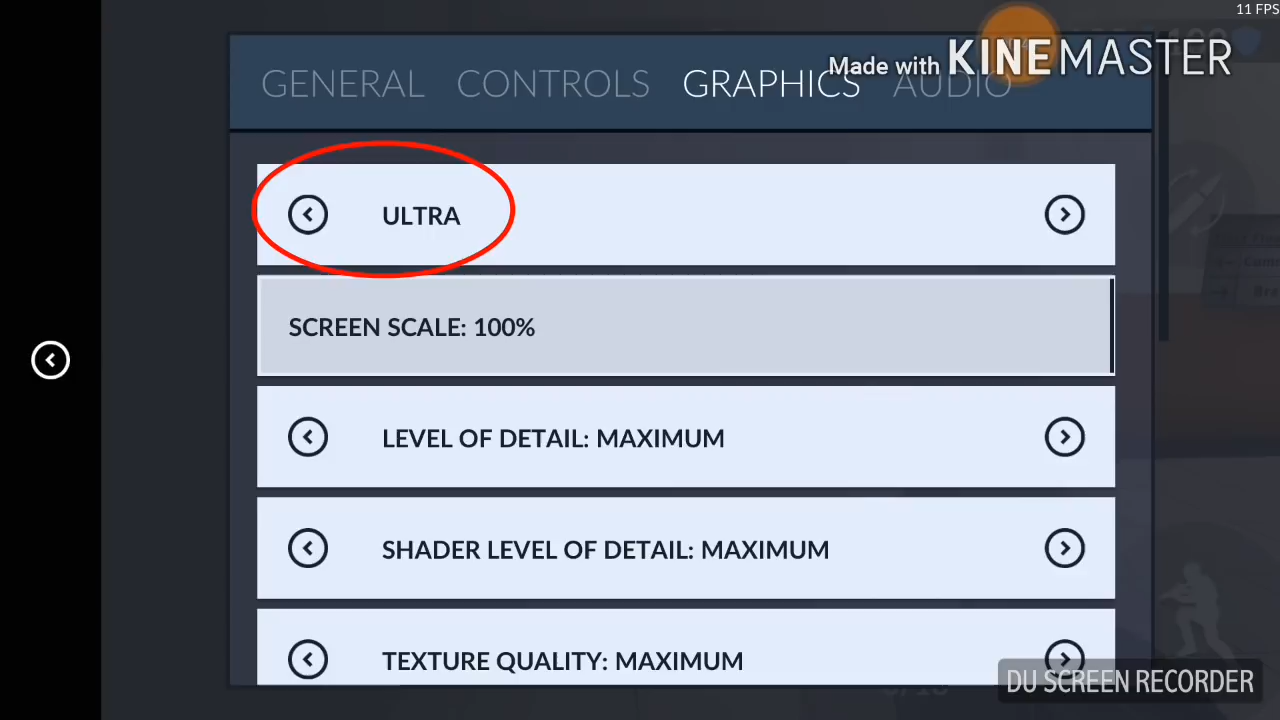 11 FPS
Made with KINEMASTER
GENERAL CONTROLS GRAPHICS AUDIO
ULTRA
SCREEN SCALE: 100%
LEVEL OF DETAIL: MAXIMUM
SHADER LEVEL OF DETAIL: MAXIMUM
TEXTURE QUALITY: MAXIMUM
DU SCREEN RECORDER